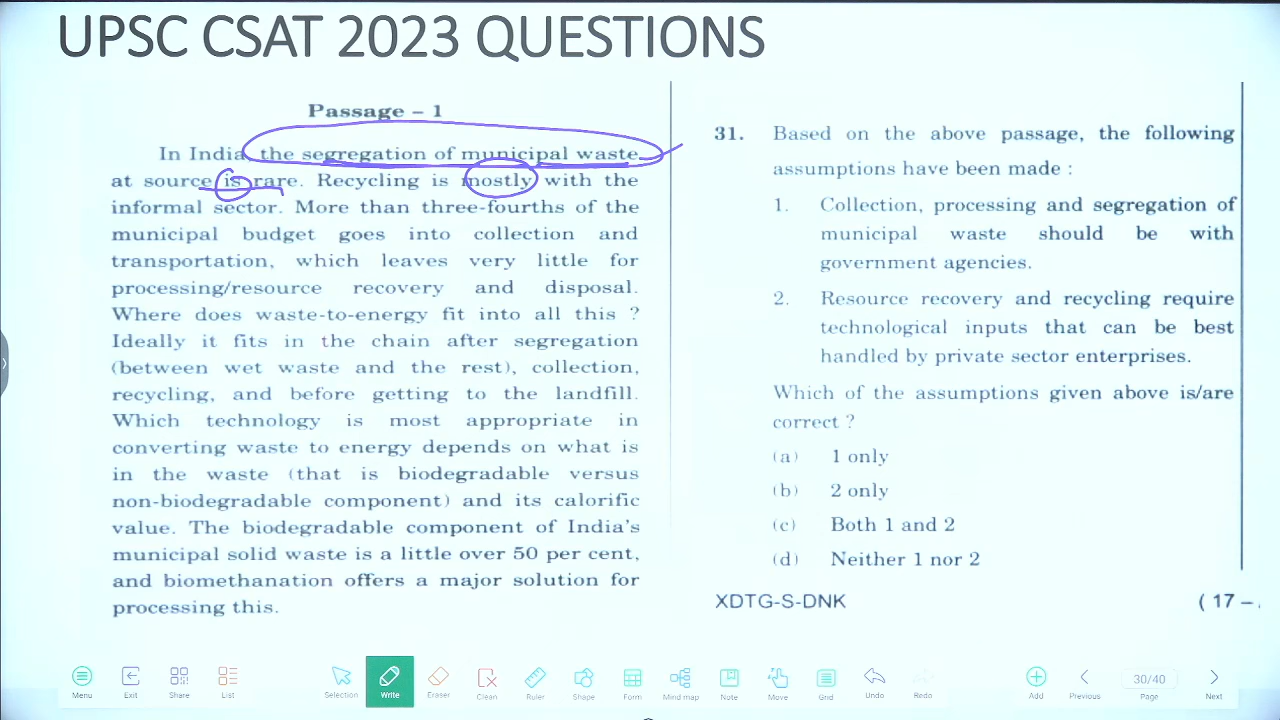 UPSC CSAT 2023 QUESTIONS
Passage – 1
In India, the segregation of municipal waste
at source is rare. Recycling is mostly with the
informal sector. More than three-fourths of the
municipal budget goes into collection and
transportation, which leaves very little for
processing/resource recovery and disposal.
Where does waste-to-energy fit into all this ?
Ideally it fits in the chain after segregation
(between wet waste and the rest), collection,
recycling, and before getting to the landfill.
Which technology is most appropriate in
converting waste to energy depends on what is
in the waste (that is biodegradable versus
non-biodegradable component) and its calorific
value. The biodegradable component of India's
municipal solid waste is a little over 50 per cent,
and biomethanation offers a major solution for
processing this.
31. Based on the above passage, the following
assumptions have been made :
1. Collection, processing and segregation of
municipal waste should be with
government agencies.
2. Resource recovery and recycling require
technological inputs that can be best
handled by private sector enterprises.
Which of the assumptions given above is/are
correct ?
(a) 1 only
(b) 2 only
(c) Both 1 and 2
(d) Neither 1 nor 2
XDTG-S-DNK
( 17 –
Menu Exit Share List Selection Write Eraser Clean Ruler Shape Form Mind map Note Move Grid Undo Redo Add Previous 30/40 Page Next